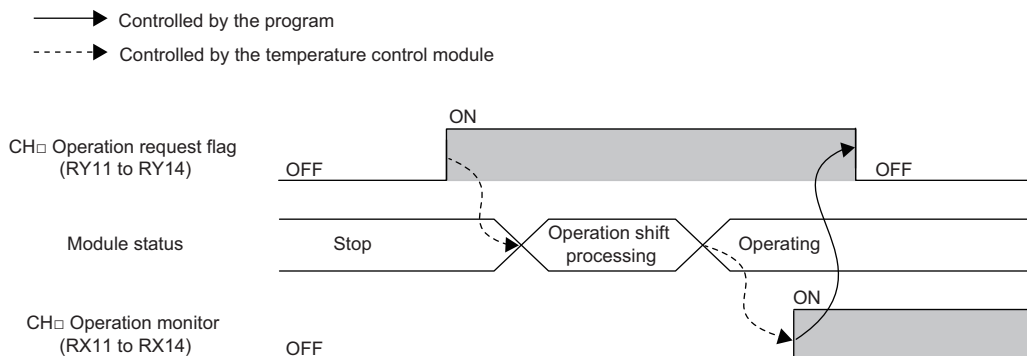 Controlled by the program
Controlled by the temperature control module
ON
CH□ Operation request flag
(RY11 to RY14)
OFF
OFF
Module status
Stop
Operation shift
processing
Operating
ON
CH□ Operation monitor
(RX11 to RX14)
OFF